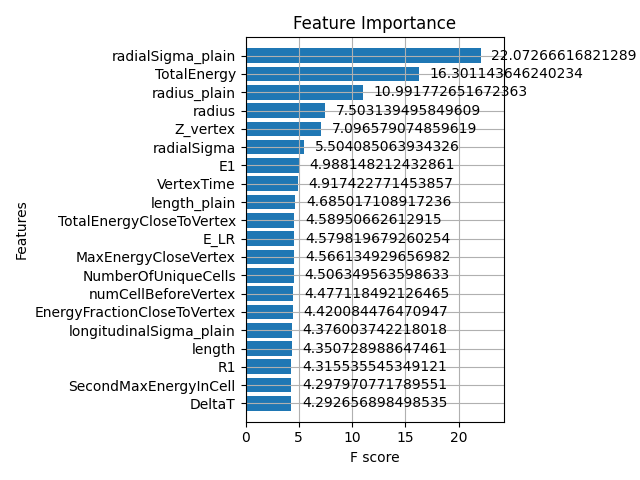 Feature Importance
radialSigma_plain 22.07266616821289
TotalEnergy 16.301143646240234
radius_plain 10.991772651672363
radius 7.503139495849609
Z_vertex 7.096579074859619
radialSigma 5.504085063934326
E1 4.988148212432861
VertexTime 4.917422771453857
length_plain 4.685017108917236
TotalEnergyCloseToVertex 4.58950662612915
E_LR 4.579819679260254
MaxEnergyCloseVertex 4.566134929656982
NumberOfUniqueCells 4.506349563598633
numCellBeforeVertex 4.477118492126465
EnergyFractionCloseToVertex 4.420084476470947
longitudinalSigma_plain 4.376003742218018
length 4.350728988647461
R1 4.315535545349121
SecondMaxEnergyInCell 4.297970771789551
DeltaT 4.292656898498535
Features
0 5 10 15 20
F score